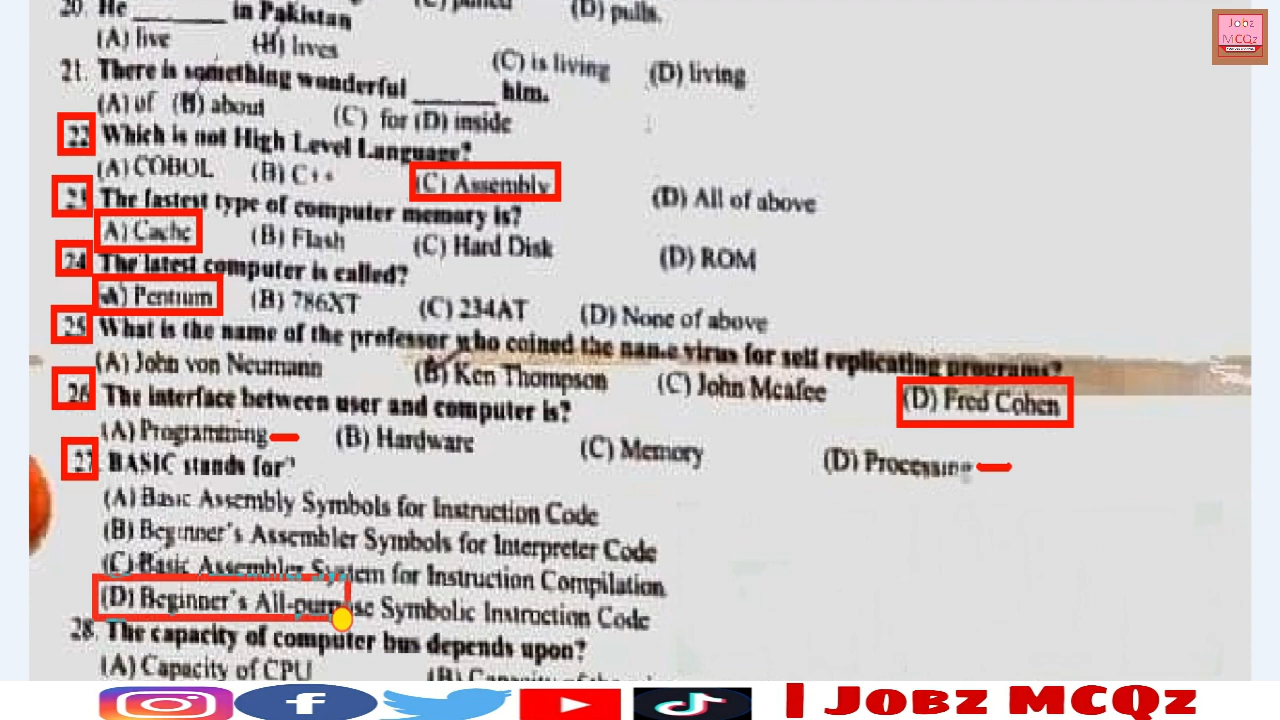 20. He ________ in Pakistan (C) pulled (D) pulls.
(A) live (B) lives (C) is living (D) living
21. There is something wonderful ________ him.
(A) of (B) about (C) for (D) inside
22 Which is not High Level Language?
(A) COBOL (B) C++ (C) Assembly (D) All of above
23 The fastest type of computer memory is?
A) Cache (B) Flash (C) Hard Disk (D) ROM
24 The latest computer is called?
A) Pentium (B) 786XT (C) 234AT (D) None of above
25 What is the name of the professor who coined the name virus for self replicating programs?
(A) John von Neumann (B) Ken Thompson (C) John Mcafee (D) Fred Cohen
26 The interface between user and computer is?
(A) Programming (B) Hardware (C) Memory (D) Processing
27 BASIC stands for?
(A) Basic Assembly Symbols for Instruction Code
(B) Beginner's Assembler Symbols for Interpreter Code
(C) Basic Assembler System for Instruction Compilation
(D) Beginner's All-purpose Symbolic Instruction Code
28. The capacity of computer bus depends upon?
(A) Capacity of CPU (B)
Jobz
MCQz
| Jobz MCQz